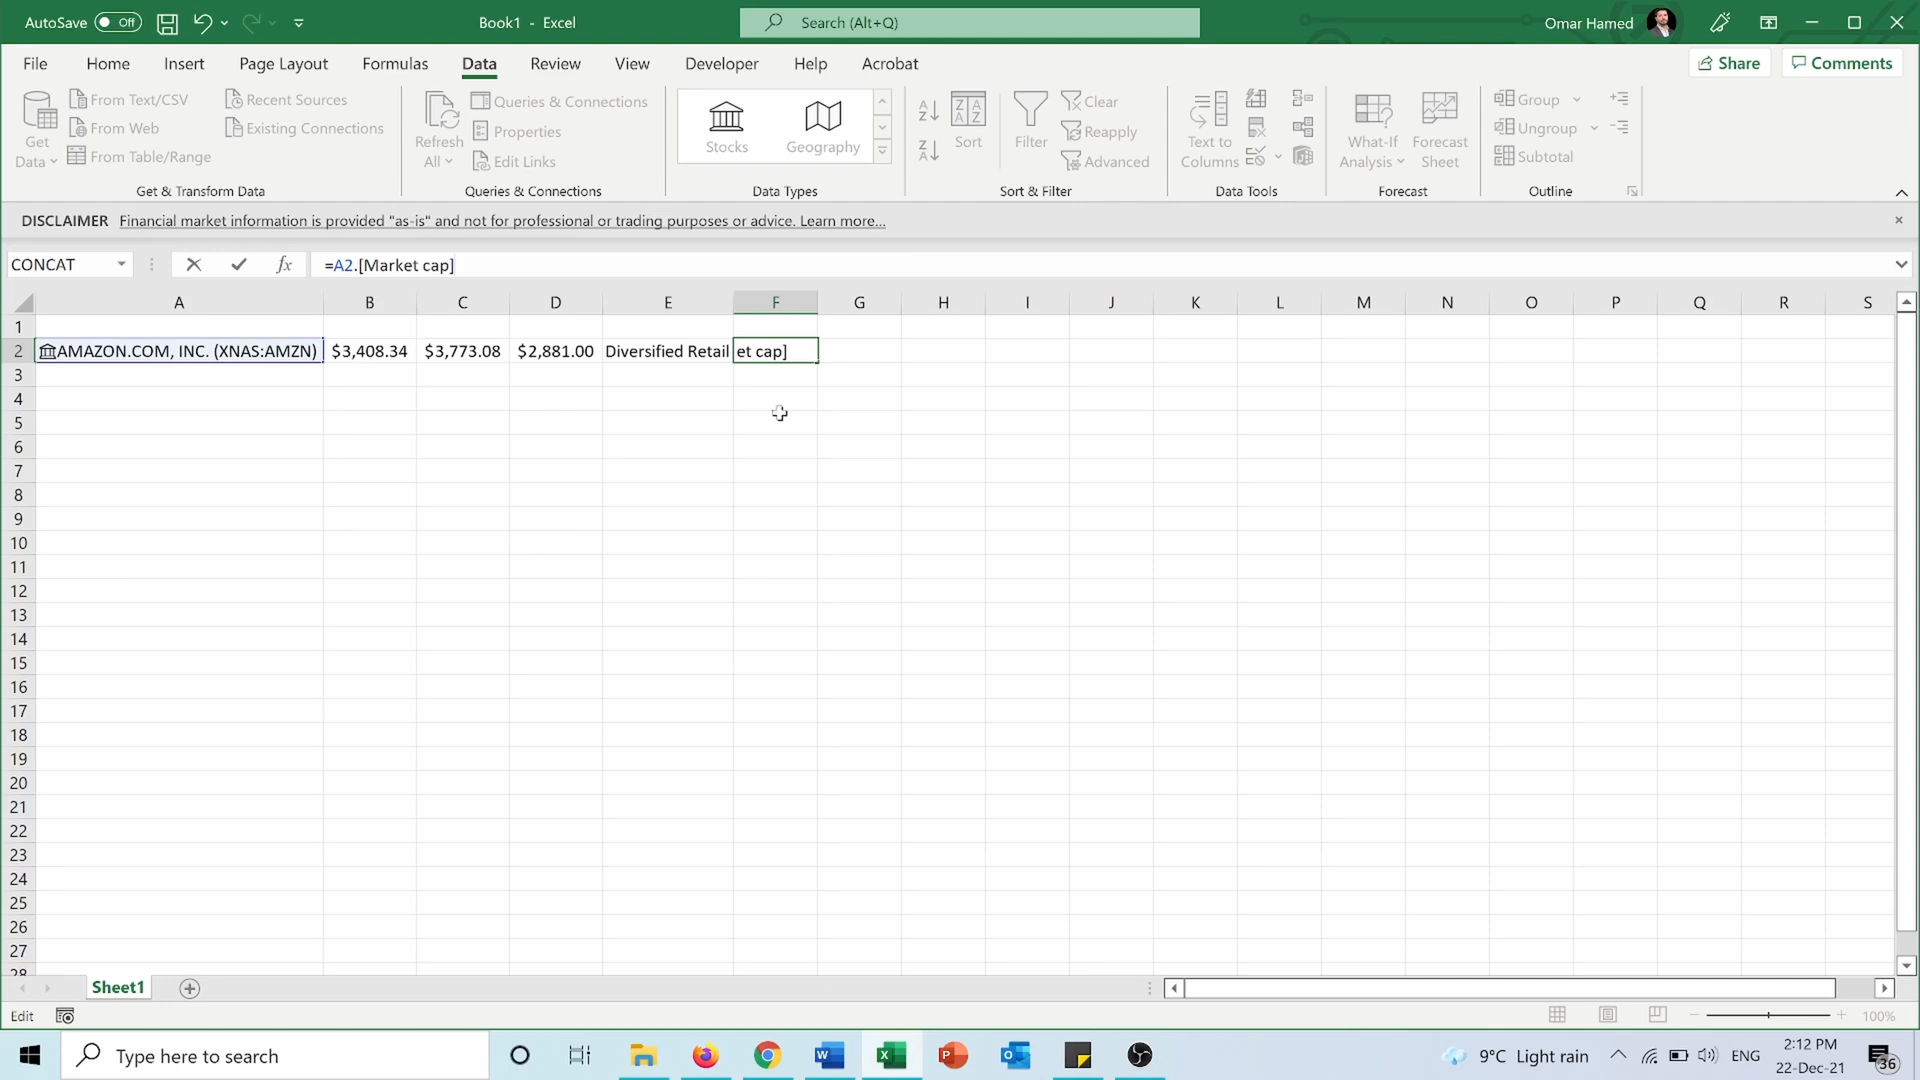 AutoSave Off
Book1 - Excel
Search (Alt+Q)
Omar Hamed
File Home Insert Page Layout Formulas Data Review View Developer Help Acrobat
Share Comments
Get Data
From Text/CSV
From Web
From Table/Range
Recent Sources
Existing Connections
Get & Transform Data
Refresh All
Queries & Connections
Properties
Edit Links
Queries & Connections
Stocks Geography
Data Types
A Z
Z A
Z A
A Z
Sort
Filter
Clear
Reapply
Advanced
Sort & Filter
Text to Columns
Data Tools
What-If Analysis
Forecast Sheet
Forecast
Group
Ungroup
Subtotal
Outline
DISCLAIMER Financial market information is provided "as-is" and not for professional or trading purposes or advice. Learn more...
CONCAT fx =A2.[Market cap]
A B C D E F G H I J K L M N O P Q R S
1
2 AMAZON.COM, INC. (XNAS:AMZN) $3,408.34 $3,773.08 $2,881.00 Diversified Retail et cap]
3
4
5
6
7
8
9
10
11
12
13
14
15
16
17
18
19
20
21
22
23
24
25
26
27
28
Sheet1
Edit
100%
Type here to search
9°C Light rain
ENG
2:12 PM
22-Dec-21
36